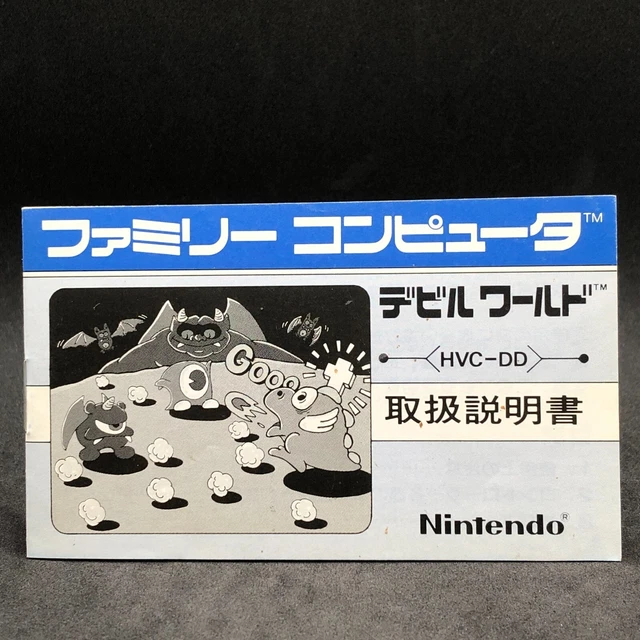 ファミリー コンピュータ™
デビル ワールド™
HVC-DD
取扱説明書
Goooo
Nintendo®